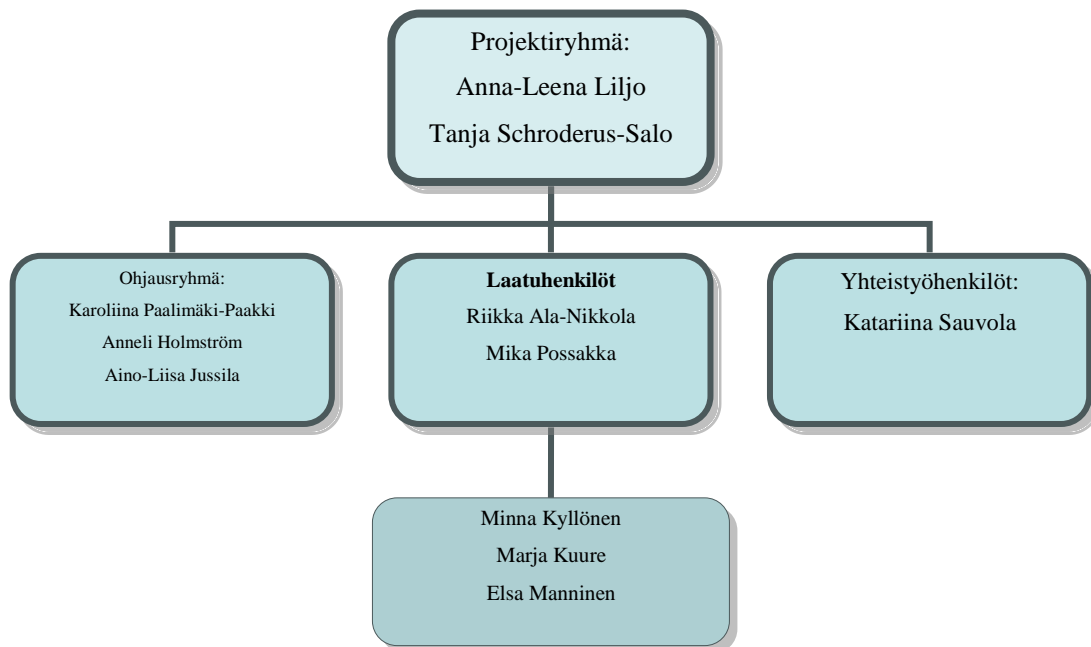 Projektiryhmä:
Anna-Leena Liljo
Tanja Schroderus-Salo
Ohjausryhmä:
Karoliina Paalimäki-Paakki
Anneli Holmström
Aino-Liisa Jussila
Laatuhenkilöt
Riikka Ala-Nikkola
Mika Possakka
Yhteistyöhenkilöt:
Katariina Sauvola
Minna Kyllönen
Marja Kuure
Elsa Manninen